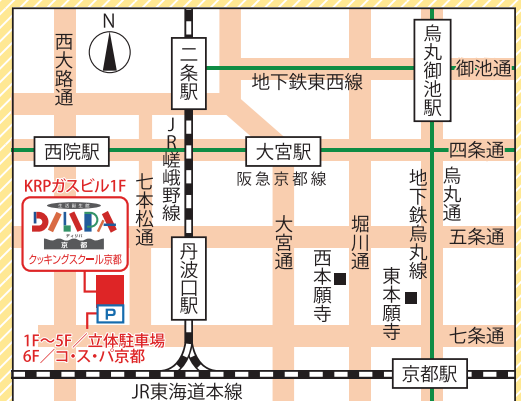 N
西大路通
二条駅
烏丸御池駅
御池通
地下鉄東西線
JR嵯峨野線
西院駅
大宮駅
四条通
阪急京都線
KRPガスビル1F
生活誕生館
DILIPA
ディリパ
京都
クッキングスクール京都
七本松通
大宮通
堀川通
地下鉄烏丸線
烏丸通
五条通
丹波口駅
西本願寺
東本願寺
P
1F〜5F／立体駐車場
6F／コ・ス・パ京都
七条通
京都駅
JR東海道本線